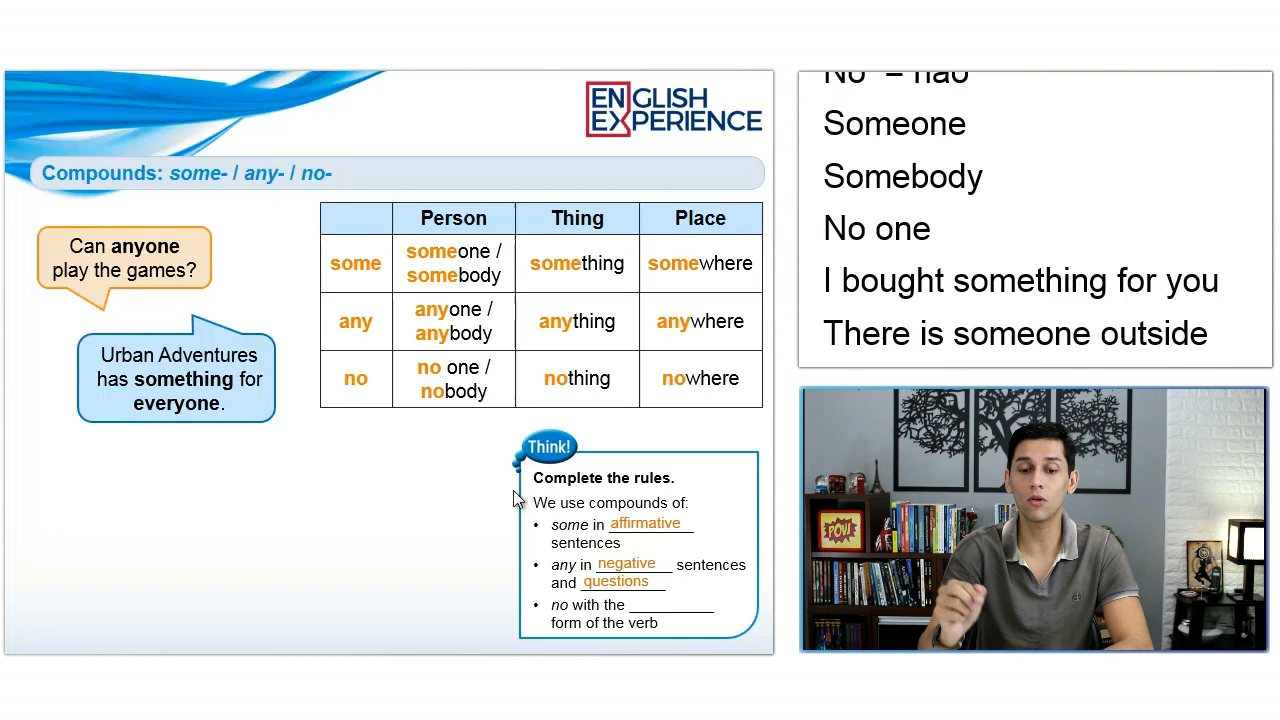 ENGLISH
EXPERIENCE
Compounds: some- / any- / no-
Can anyone
play the games?
Urban Adventures
has something for
everyone.
Person Thing Place
some someone / somebody something somewhere
any anyone / anybody anything anywhere
no no one / nobody nothing nowhere
Think!
Complete the rules.
We use compounds of:
• some in affirmative
sentences
• any in negative sentences
and questions
• no with the __________
form of the verb
No = não
Someone
Somebody
No one
I bought something for you
There is someone outside
POW!